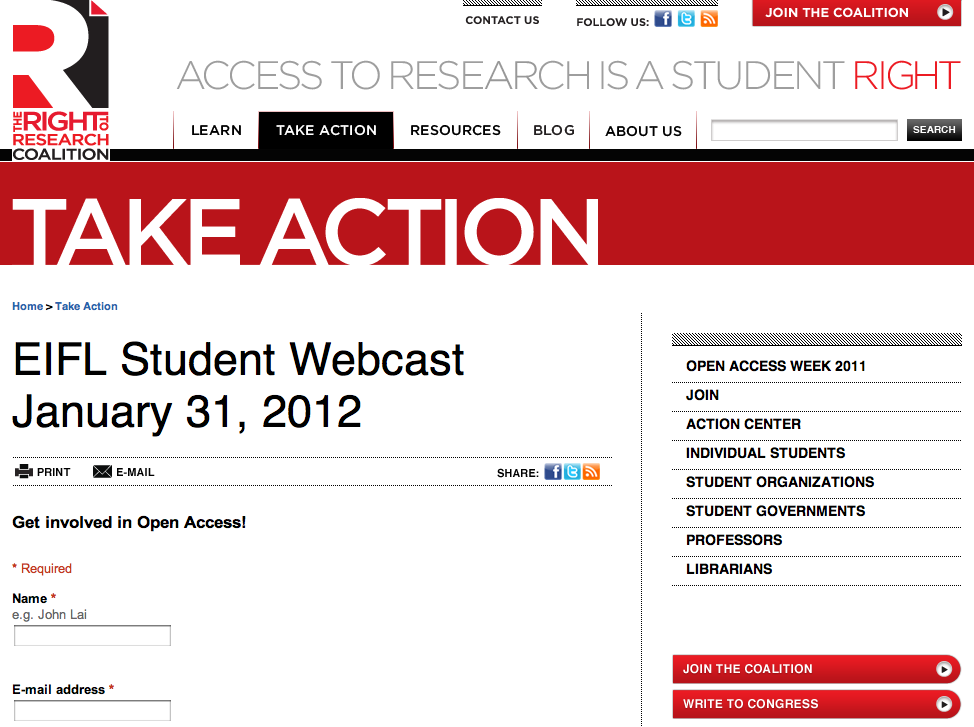 CONTACT US
FOLLOW US:
JOIN THE COALITION
R
THE RIGHT TO
RESEARCH
COALITION
ACCESS TO RESEARCH IS A STUDENT RIGHT
LEARN
TAKE ACTION
RESOURCES
BLOG
ABOUT US
SEARCH
TAKE ACTION
Home > Take Action
EIFL Student Webcast
January 31, 2012
PRINT
E-MAIL
SHARE:
Get involved in Open Access!
* Required
Name *
e.g. John Lai
E-mail address *
OPEN ACCESS WEEK 2011
JOIN
ACTION CENTER
INDIVIDUAL STUDENTS
STUDENT ORGANIZATIONS
STUDENT GOVERNMENTS
PROFESSORS
LIBRARIANS
JOIN THE COALITION
WRITE TO CONGRESS